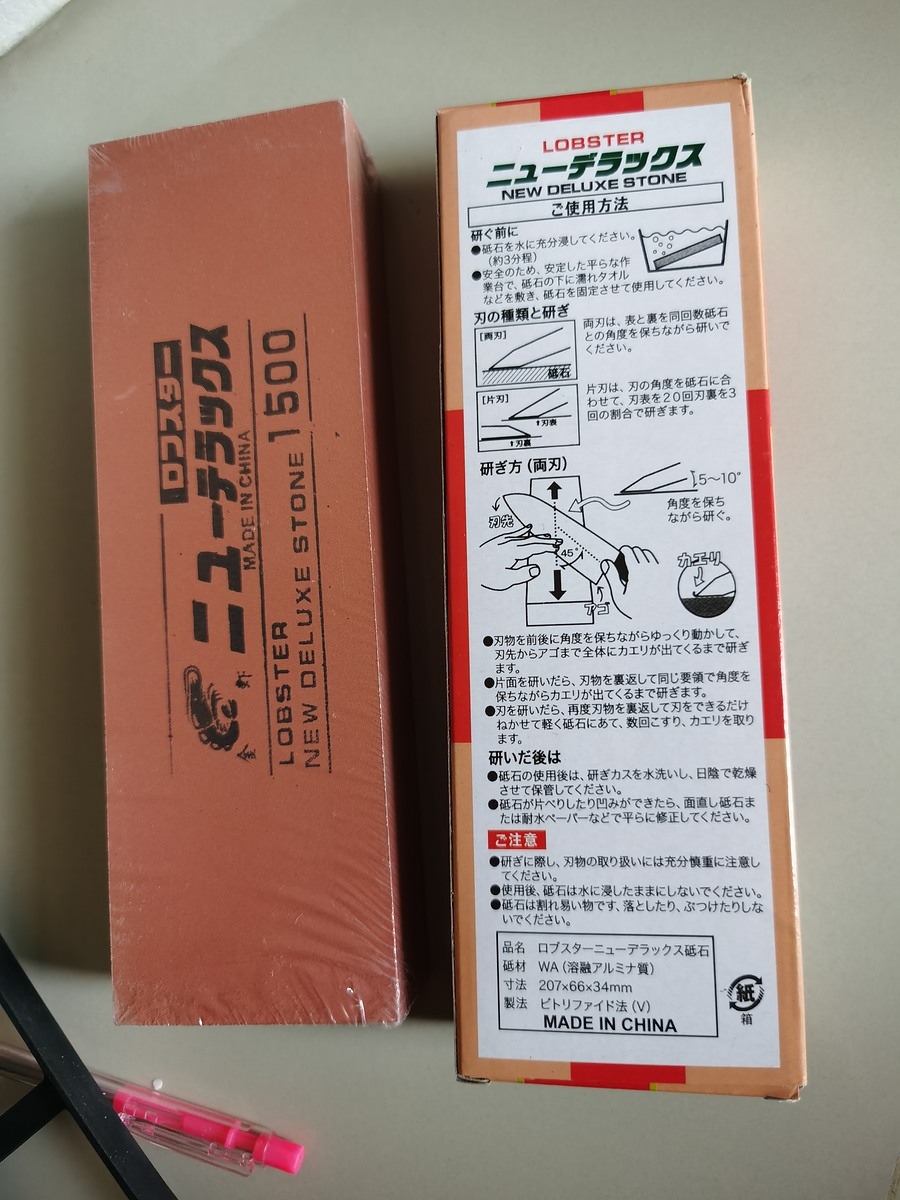 ロブスター
ニューデラックス
MADE IN CHINA
LOBSTER
NEW DELUXE STONE 1500
金 虾
LOBSTER
ニューデラックス
NEW DELUXE STONE
ご使用方法
研ぐ前に
●砥石を水に充分浸してください。
(約3分程)
●安全のため、安定した平らな作
業台で、砥石の下に濡れタオル
などを敷き、砥石を固定させて使用してください。
刃の種類と研ぎ
[両刃]
砥石
両刃は、表と裏を同回数砥石
との角度を保ちながら研いで
ください。
[片刃]
↑刃表
↑刃裏
片刃は、刃の角度を砥石に合
わせて、刃表を20回刃裏を3
回の割合で研ぎます。
研ぎ方(両刃)
5〜10°
角度を保ち
ながら研ぐ。
刃先
45°
アゴ
カエリ
●刃物を前後に角度を保ちながらゆっくり動かして、
刃先からアゴまで全体にカエリが出てくるまで研ぎ
ます。
●片面を研いだら、刃物を裏返して同じ要領で角度を
保ちながらカエリが出てくるまで研ぎます。
●刃を研いだら、再度刃物を裏返して刃をできるだけ
ねかせて軽く砥石にあて、数回こすり、カエリを取り
ます。
研いだ後は
●砥石の使用後は、研ぎカスを水洗いし、日陰で乾燥
させて保管してください。
●砥石が片べりしたり凹みができたら、面直し砥石ま
たは耐水ペーパーなどで平らに修正してください。
ご注意
●研ぎに際し、刃物の取り扱いには充分慎重に注意し
てください。
●使用後、砥石は水に浸したままにしないでください。
●砥石は割れ易い物です、落としたり、ぶつけたりしな
いでください。
品名 ロブスターニューデラックス砥石
砥材 WA(溶融アルミナ質)
寸法 207×66×34mm
製法 ビトリファイド法(V)
MADE IN CHINA
紙
箱